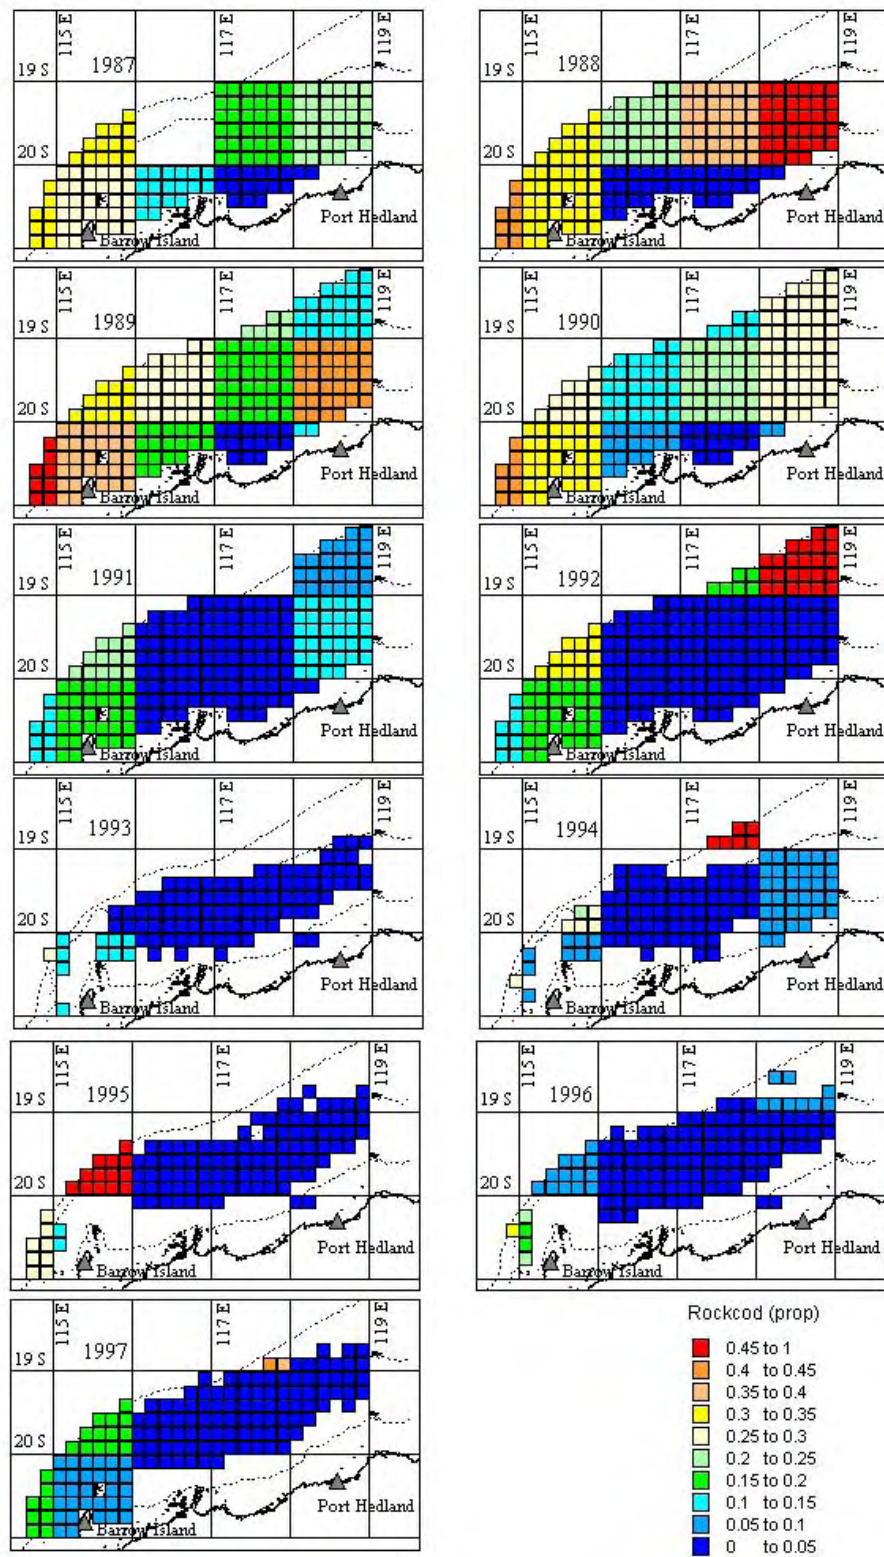 115 E
117 E
119 E
1987
19 S
20 S
Port Hedland
Barrow Island
115 E
117 E
119 E
1988
19 S
20 S
Port Hedland
Barrow Island
115 E
117 E
119 E
1989
19 S
20 S
Port Hedland
Barrow Island
115 E
117 E
119 E
1990
19 S
20 S
Port Hedland
Barrow Island
115 E
117 E
119 E
1991
19 S
20 S
Port Hedland
Barrow Island
115 E
117 E
119 E
1992
19 S
20 S
Port Hedland
Barrow Island
115 E
117 E
119 E
1993
19 S
20 S
Port Hedland
Barrow Island
115 E
117 E
119 E
1994
19 S
20 S
Port Hedland
Barrow Island
115 E
117 E
119 E
1995
19 S
20 S
Port Hedland
Barrow Island
115 E
117 E
119 E
1996
19 S
20 S
Port Hedland
Barrow Island
115 E
117 E
119 E
1997
19 S
20 S
Port Hedland
Barrow Island
Rockcod (prop)
0.45 to 1
0.4 to 0.45
0.35 to 0.4
0.3 to 0.35
0.25 to 0.3
0.2 to 0.25
0.15 to 0.2
0.1 to 0.15
0.05 to 0.1
0 to 0.05